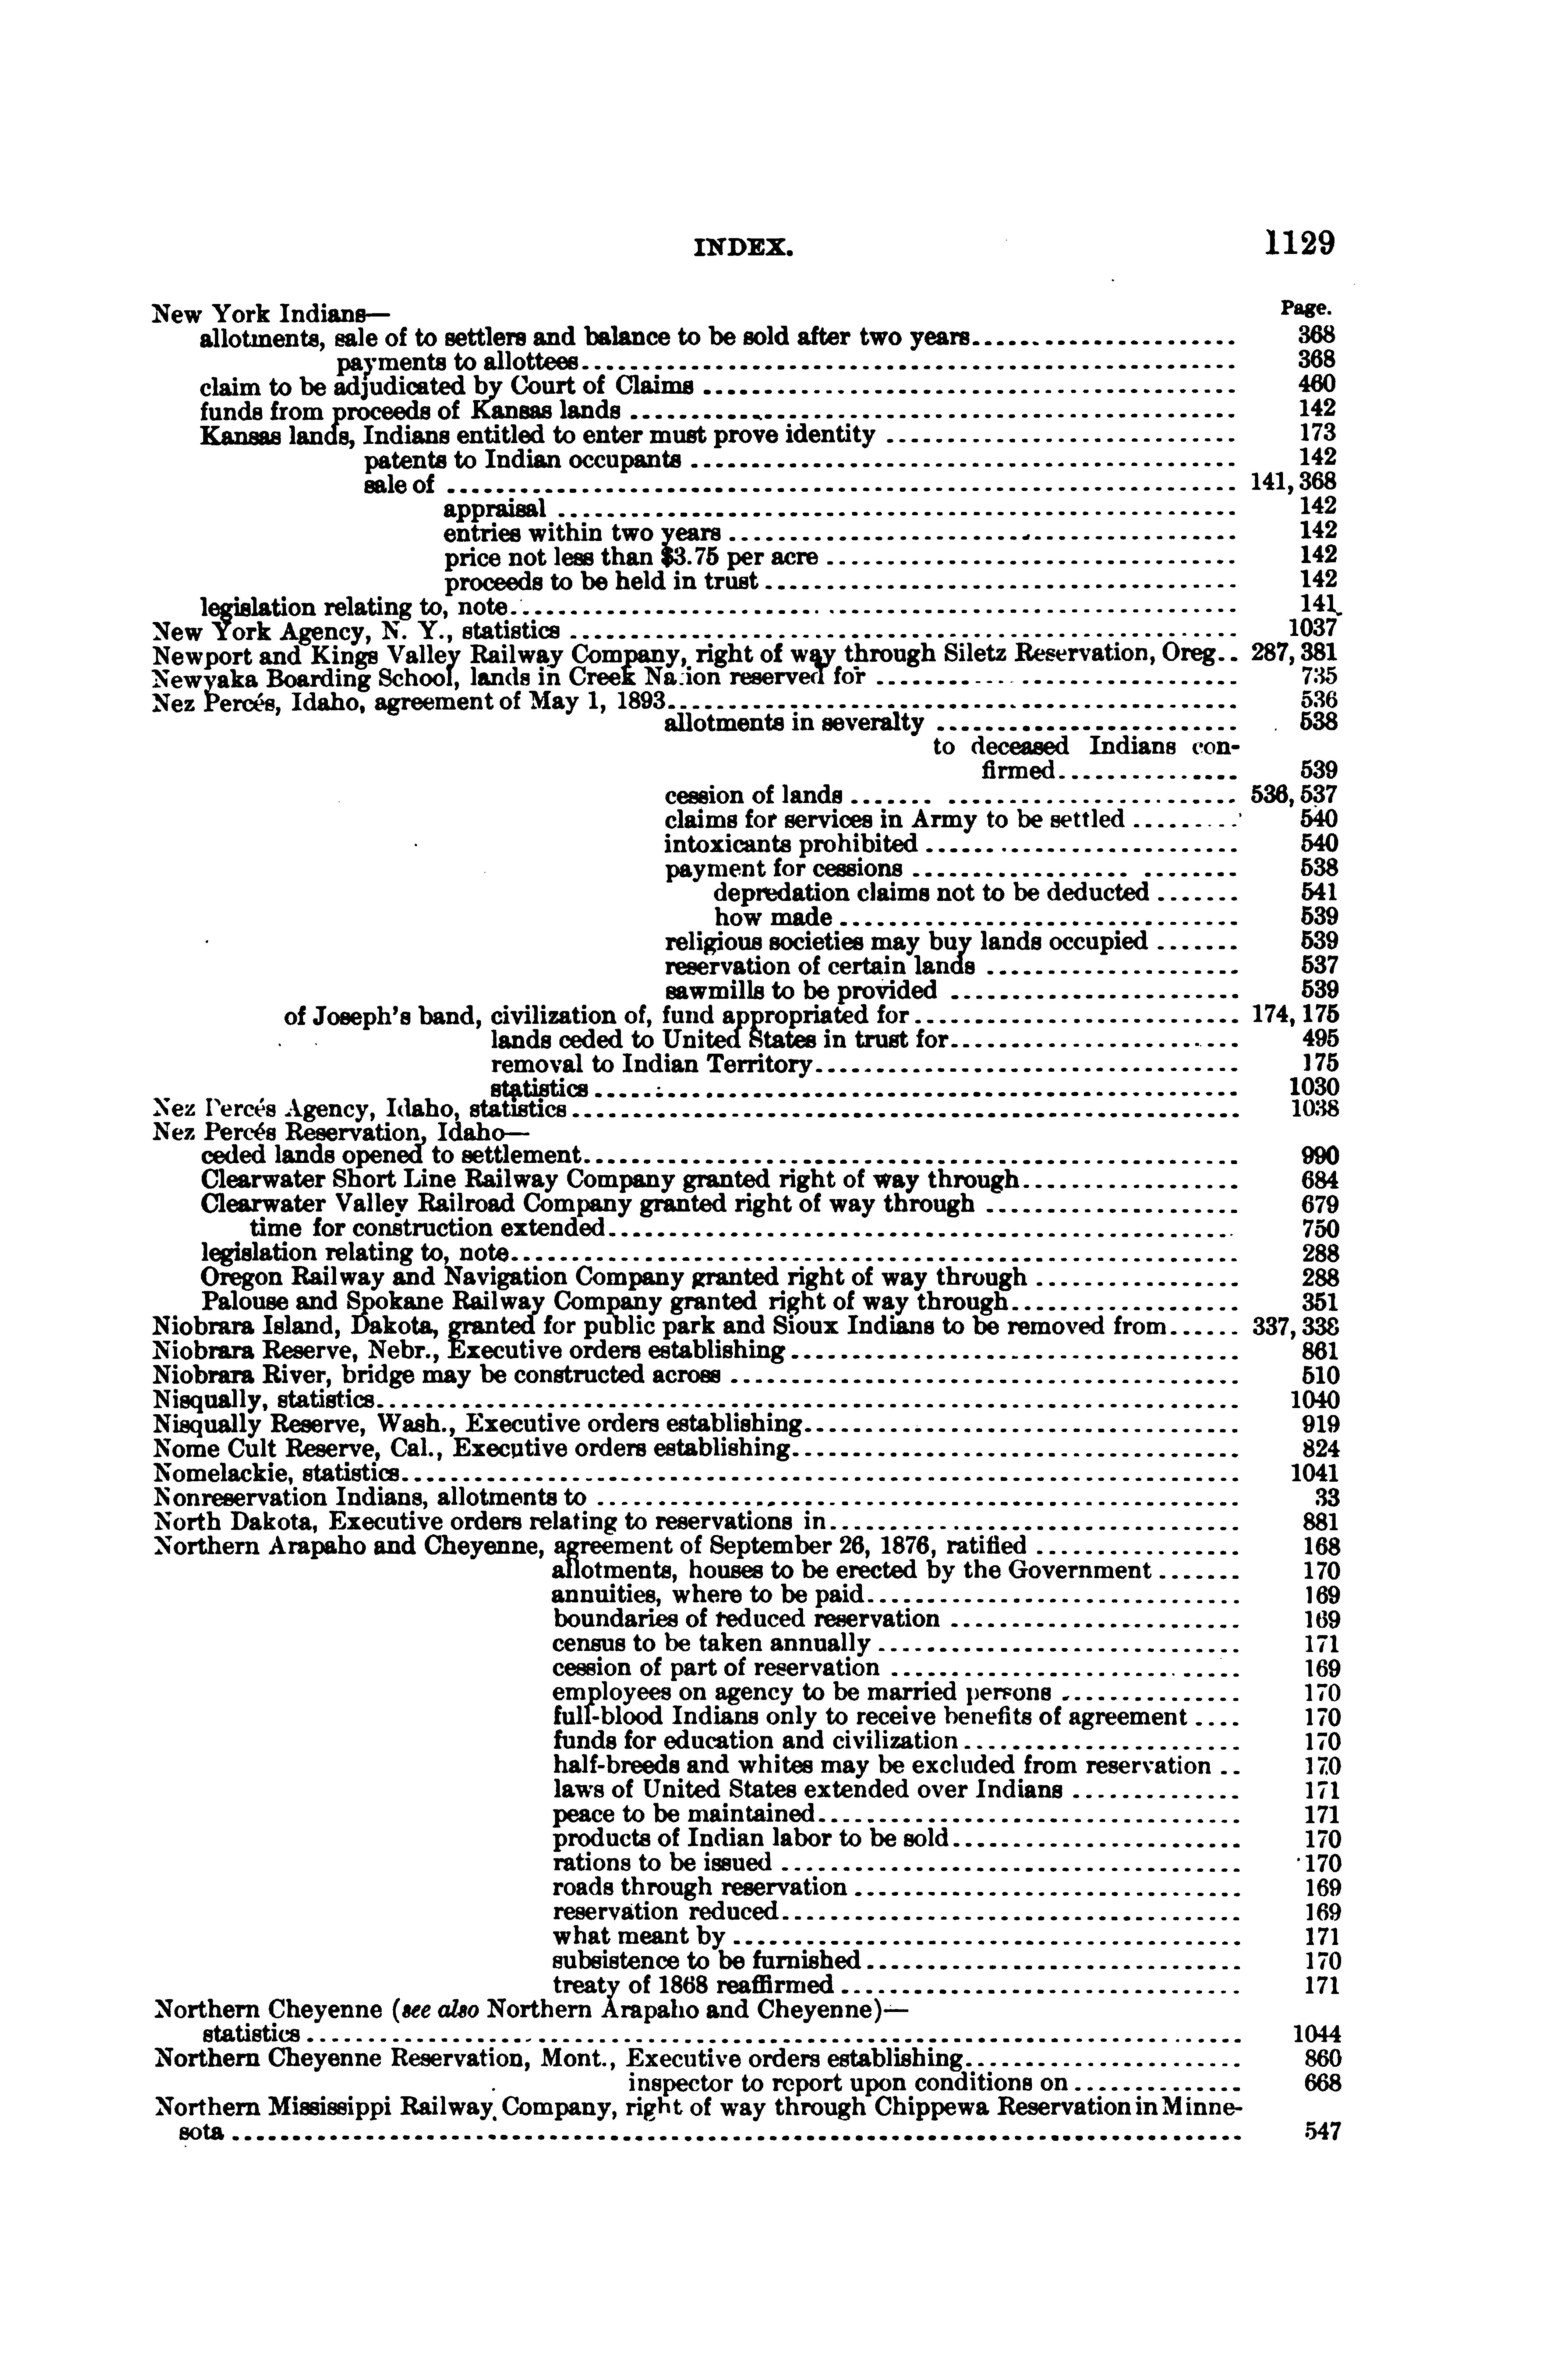 INDEX. 1129
Page.
New York Indians—
allotments, sale of to settlers and balance to be sold after two years 368
payments to allottees 368
claim to be adjudicated by Court of Claims 460
funds from proceeds of Kansas lands 142
Kansas lands, Indians entitled to enter must prove identity 173
patents to Indian occupants 142
sale of 141, 368
appraisal 142
entries within two years 142
price not less than $3.75 per acre 142
proceeds to be held in trust 142
legislation relating to, note 141
New York Agency, N. Y., statistics 1037
Newport and Kings Valley Railway Company, right of way through Siletz Reservation, Oreg. 287, 381
Newyaka Boarding School, lands in Creek Nation reserved for 735
Nez Percés, Idaho, agreement of May 1, 1893 536
allotments in severalty 538
to deceased Indians con-
firmed 539
cession of lands 536, 537
claims for services in Army to be settled 540
intoxicants prohibited 540
payment for cessions 538
depredation claims not to be deducted 541
how made 539
religious societies may buy lands occupied 539
reservation of certain lands 537
sawmills to be provided 539
of Joseph's band, civilization of, fund appropriated for 174, 175
lands ceded to United States in trust for 495
removal to Indian Territory 175
statistics 1030
Nez Percés Agency, Idaho, statistics 1038
Nez Percés Reservation, Idaho—
ceded lands opened to settlement 990
Clearwater Short Line Railway Company granted right of way through 684
Clearwater Valley Railroad Company granted right of way through 679
time for construction extended 750
legislation relating to, note 288
Oregon Railway and Navigation Company granted right of way through 288
Palouse and Spokane Railway Company granted right of way through 351
Niobrara Island, Dakota, granted for public park and Sioux Indians to be removed from 337, 338
Niobrara Reserve, Nebr., Executive orders establishing 861
Niobrara River, bridge may be constructed across 510
Nisqually, statistics 1040
Nisqually Reserve, Wash., Executive orders establishing 919
Nome Cult Reserve, Cal., Executive orders establishing 824
Nomelackie, statistics 1041
Nonreservation Indians, allotments to 33
North Dakota, Executive orders relating to reservations in 881
Northern Arapaho and Cheyenne, agreement of September 26, 1876, ratified 168
allotments, houses to be erected by the Government 170
annuities, where to be paid 169
boundaries of reduced reservation 169
census to be taken annually 171
cession of part of reservation 169
employees on agency to be married persons 170
full-blood Indians only to receive benefits of agreement 170
funds for education and civilization 170
half-breeds and whites may be excluded from reservation 170
laws of United States extended over Indians 171
peace to be maintained 171
products of Indian labor to be sold 170
rations to be issued 170
roads through reservation 169
reservation reduced 169
what meant by 171
subsistence to be furnished 170
treaty of 1868 reaffirmed 171
Northern Cheyenne (see also Northern Arapaho and Cheyenne)—
statistics 1044
Northern Cheyenne Reservation, Mont., Executive orders establishing 860
inspector to report upon conditions on 668
Northern Mississippi Railway Company, right of way through Chippewa Reservation in Minne-
sota 547